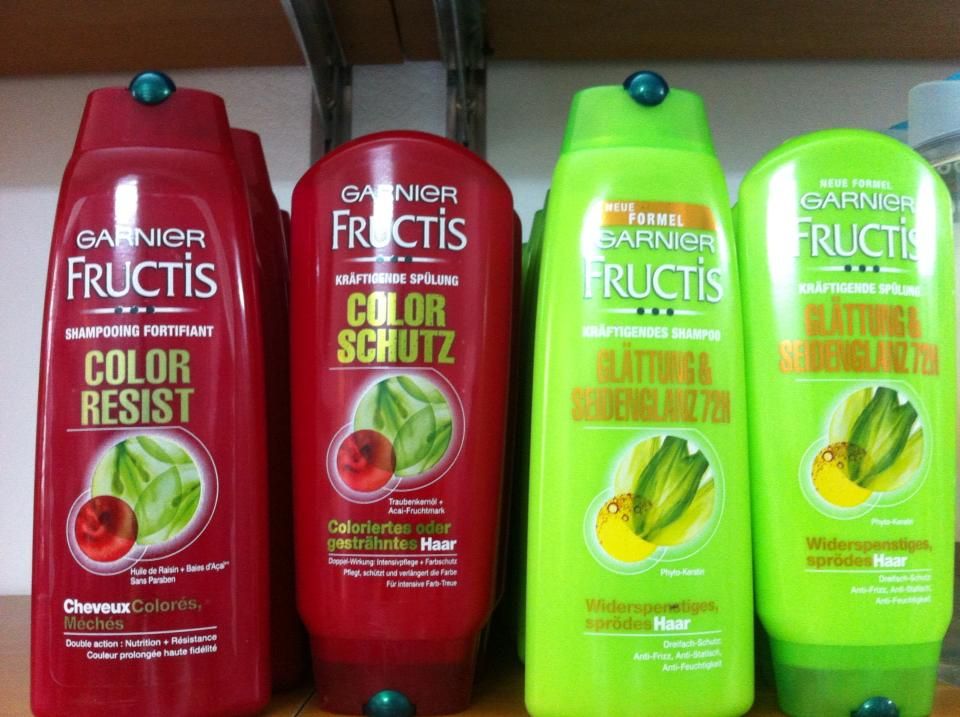 GARNIER
FRUCTIS
SHAMPOOING FORTIFIANT
COLOR
RESIST
Huile de Raisin + Baies d'Açaï
Sans Paraben
Cheveux Colorés,
Méchés
Double action : Nutrition + Résistance
Couleur prolongée haute fidélité
GARNIER
FRUCTIS
KRÄFTIGENDE SPÜLUNG
COLOR
SCHUTZ
Traubenkernöl +
Acai-Fruchtmark
Coloriertes oder
gesträhntes Haar
Doppel-Wirkung: Intensivpflege + Farbschutz
Pflegt, schützt und verlängert die Farbe
Für intensive Farb-Treue
NEUE
FORMEL
GARNIER
FRUCTIS
KRÄFTIGENDES SHAMPOO
GLÄTTUNG &
SEIDENGLANZ 72H
Phyto-Keratin
Widerspenstiges,
sprödes Haar
Dreifach-Schutz:
Anti-Frizz, Anti-Statisch,
Anti-Feuchtigkeit
NEUE FORMEL
GARNIER
FRUCTIS
KRÄFTIGENDE SPÜLUNG
GLÄTTUNG &
SEIDENGLANZ 72H
Phyto-Keratin
Widerspenstiges,
sprödes Haar
Dreifach-Schutz:
Anti-Frizz, Anti-Statisch,
Anti-Feuchtigkeit